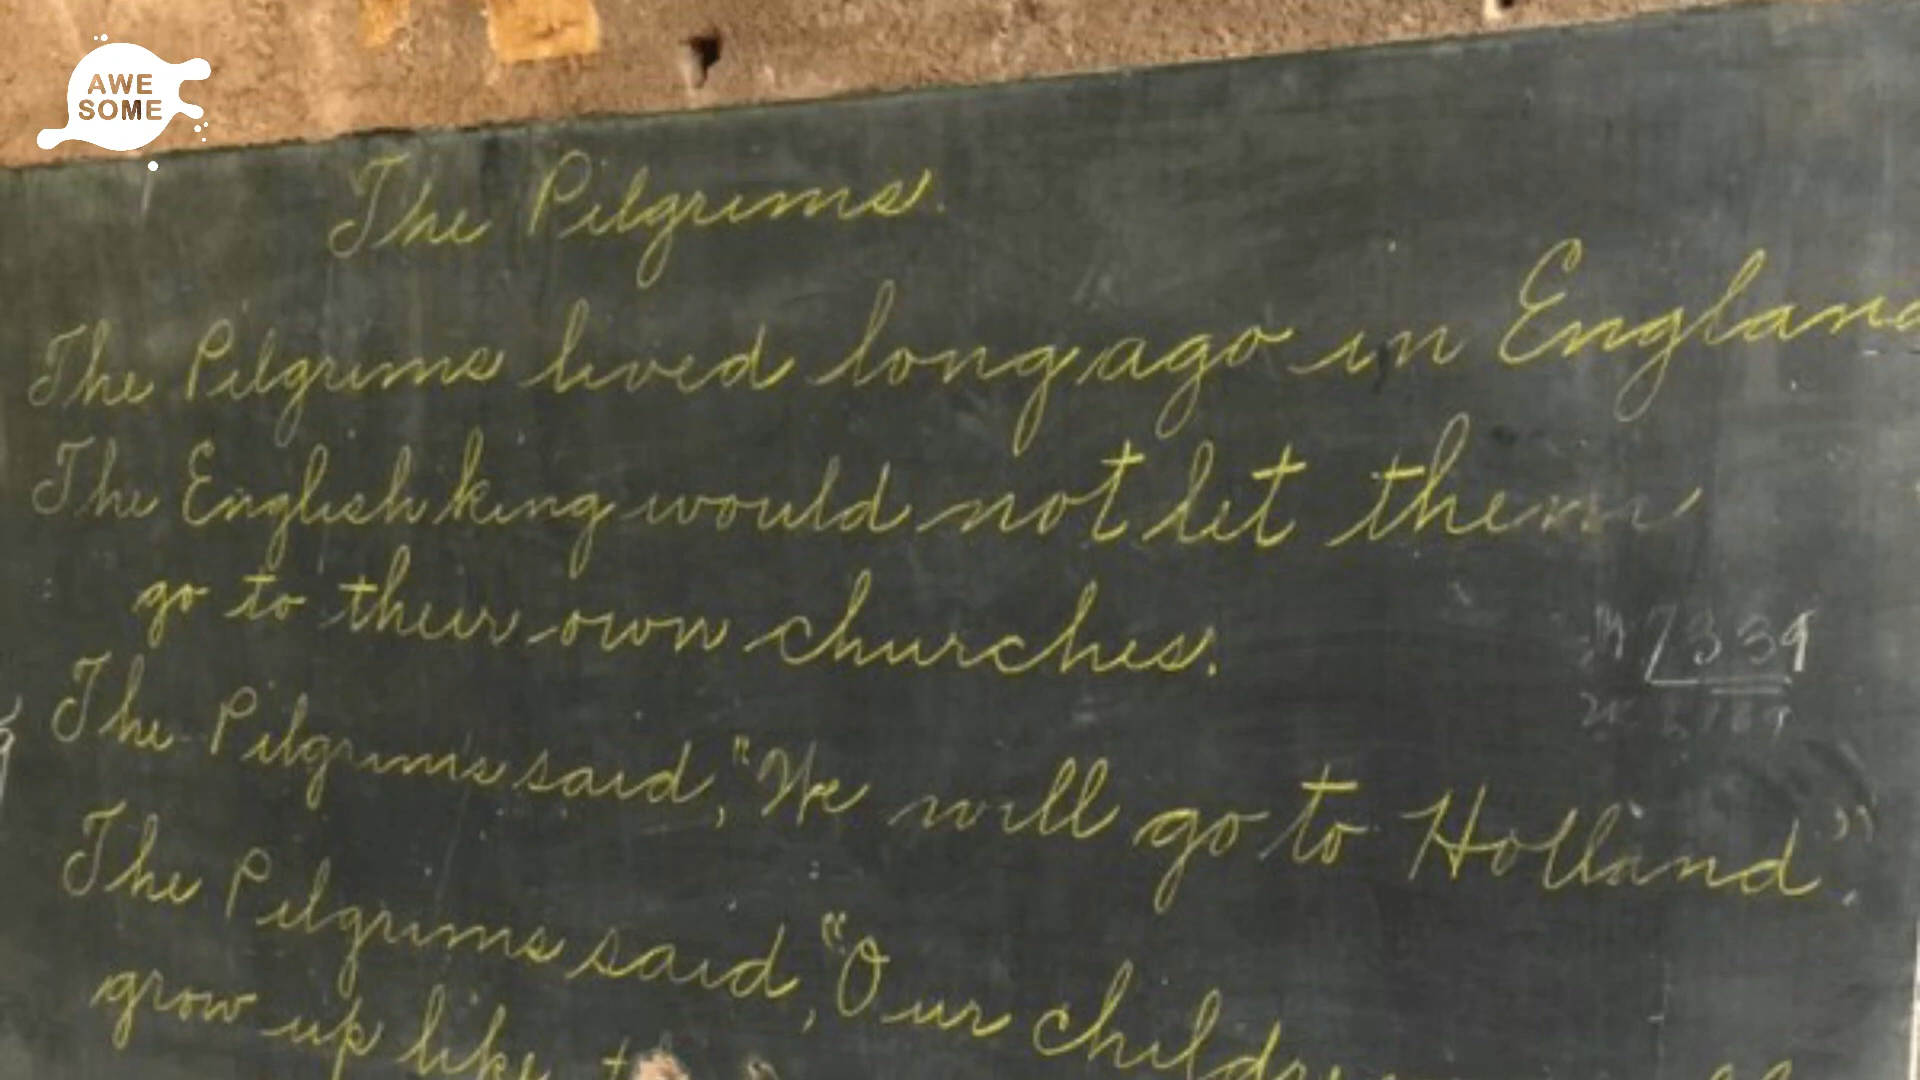 AWE
SOME
The Pilgrims.
The Pilgrims lived long ago in England
The English king would not let them
go to their own churches.
7339
The Pilgrims said, "We will go to Holland."
The Pilgrims said, "Our children
grow up like